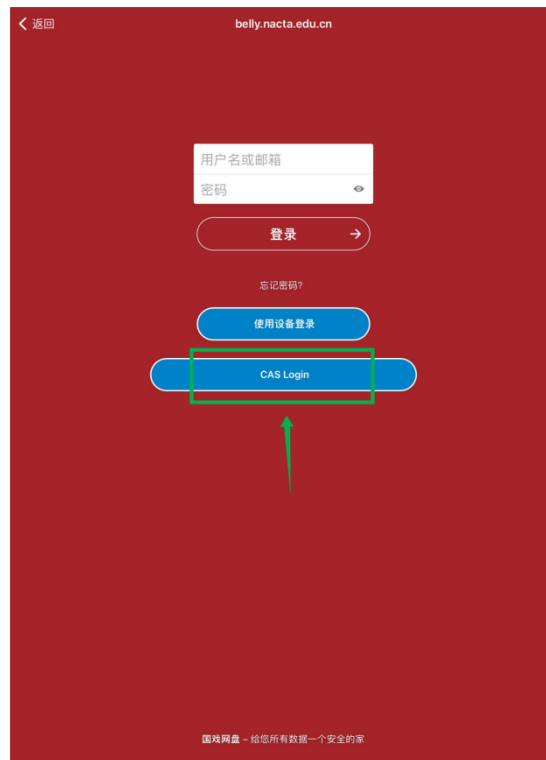 返回
belly.nacta.edu.cn
用户名或邮箱
密码
登录
忘记密码?
使用设备登录
CAS Login
国戏网盘 – 给您所有数据一个安全的家